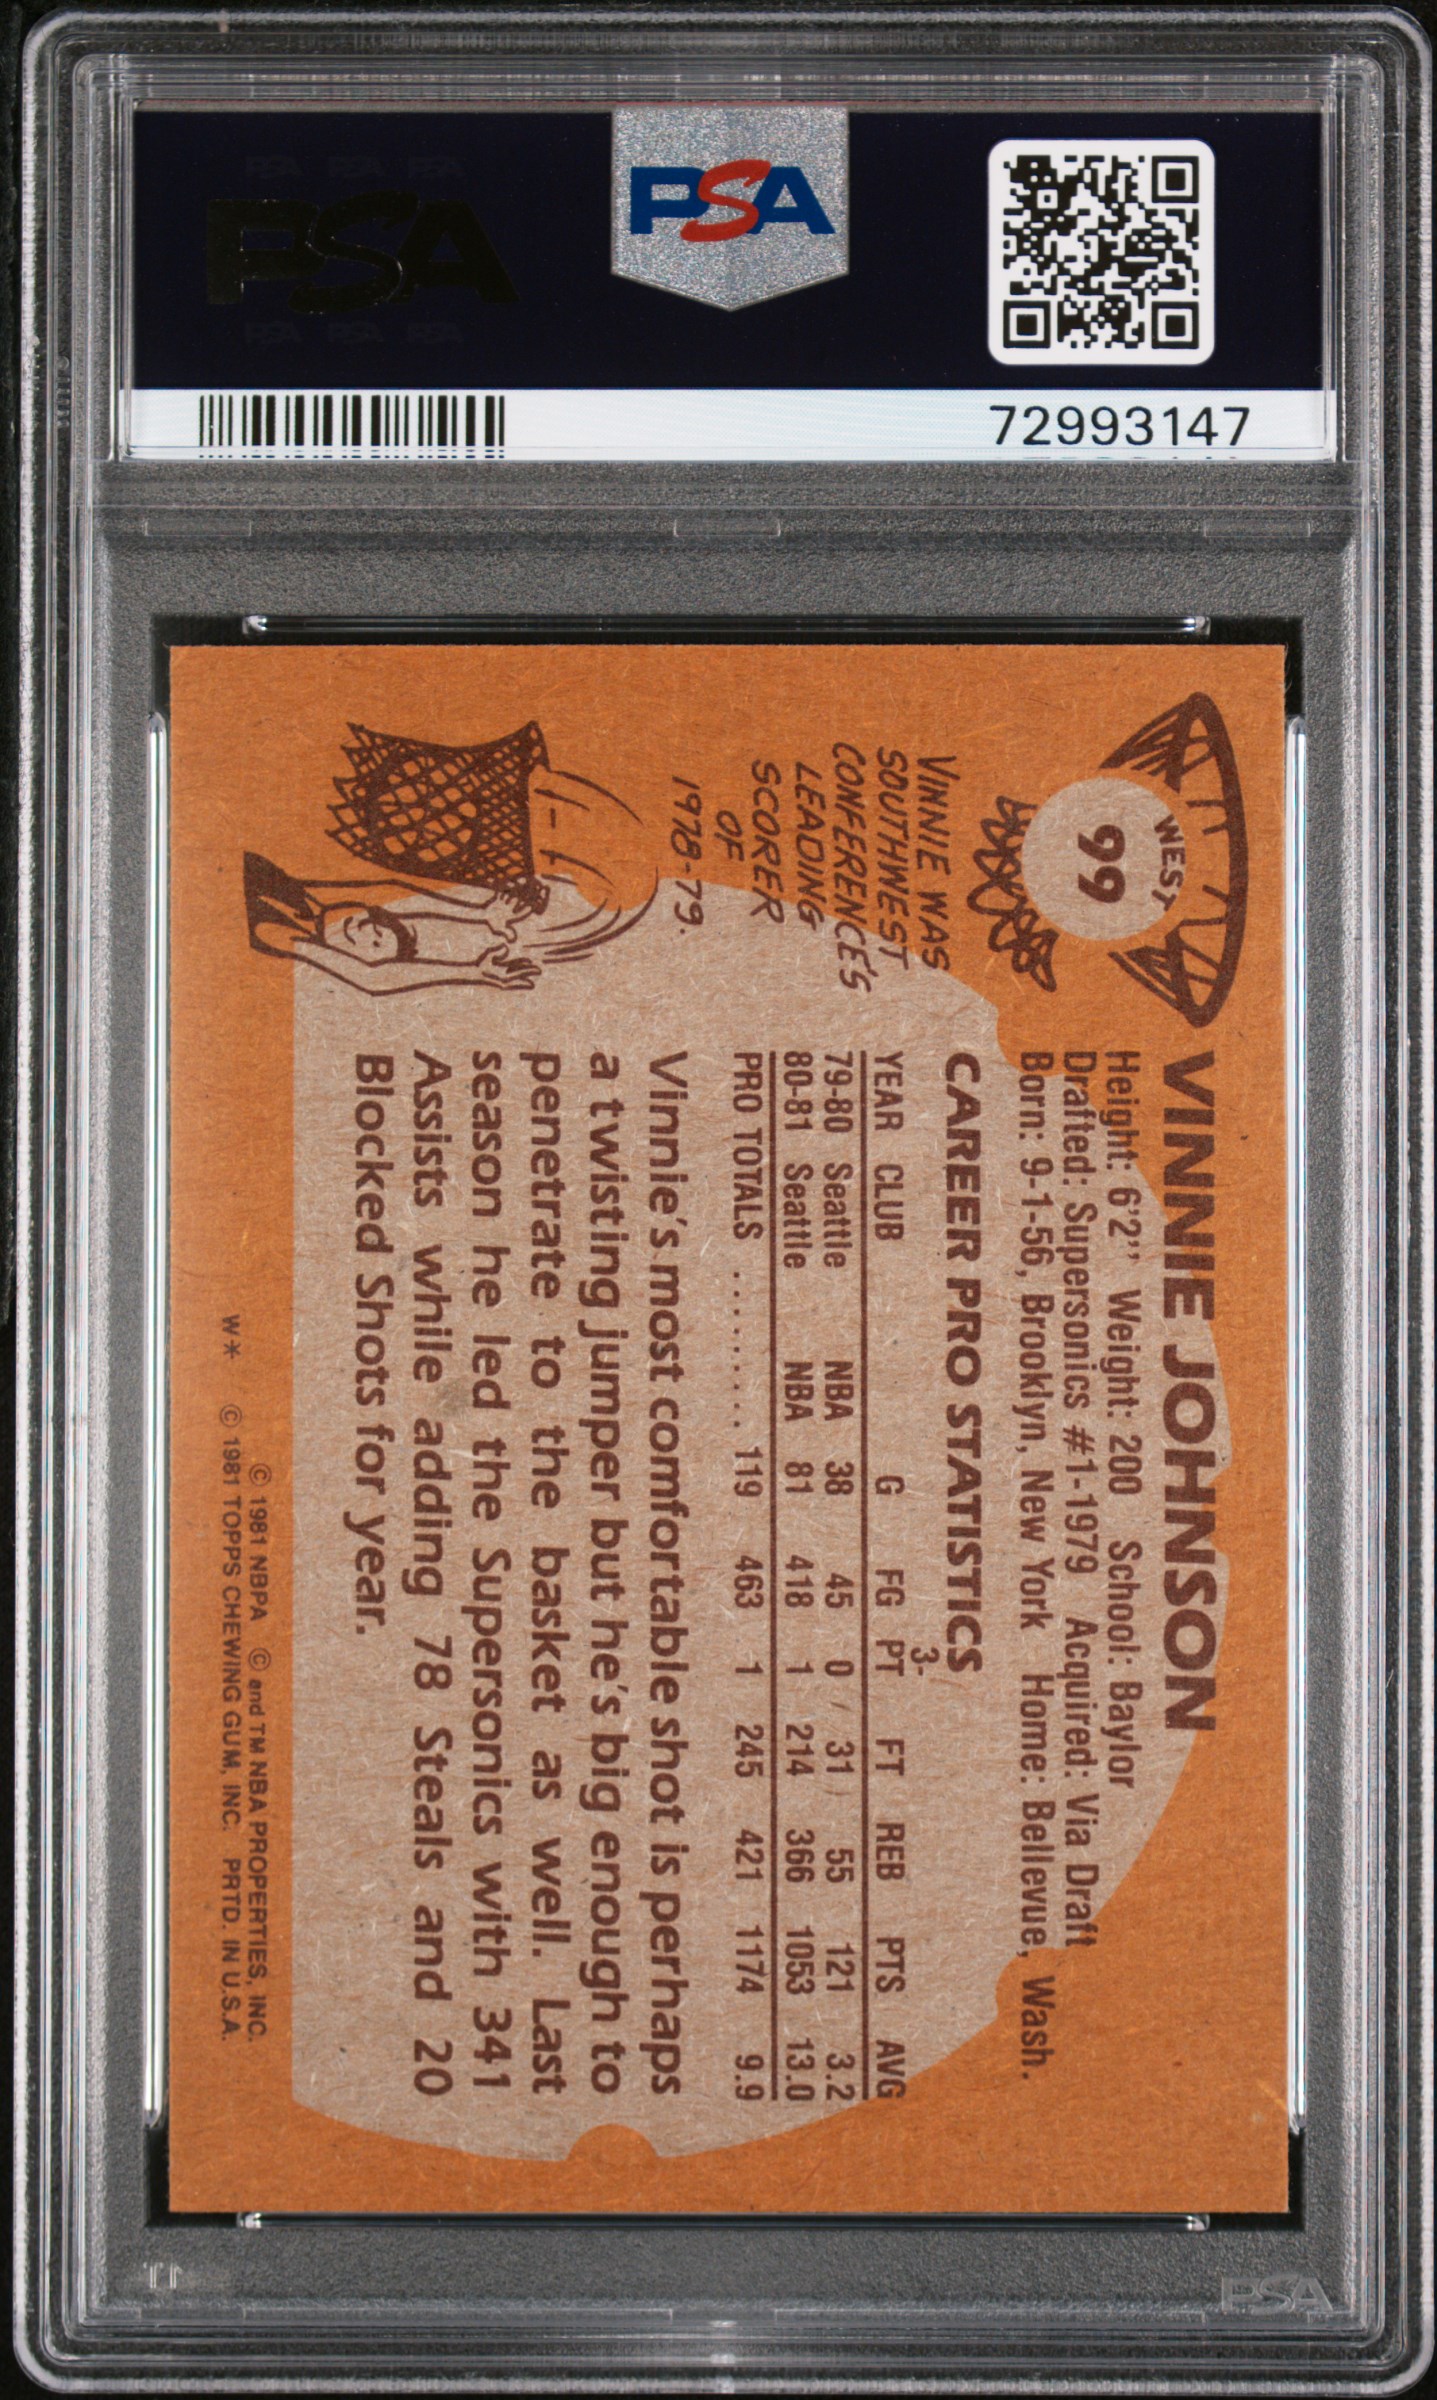 PSA
PSA
PSA PSA PSA
PSA PSA PSA
72993147
WEST
99
VINNIE JOHNSON
Height: 6'2" Weight: 200 School: Baylor
Drafted: Supersonics #1-1979 Acquired: Via Draft
Born: 9-1-56, Brooklyn, New York Home: Bellevue, Wash.
CAREER PRO STATISTICS
YEAR CLUB G FG 3-PT FT REB PTS AVG
79-80 Seattle NBA 38 45 0 31 55 121 3.2
80-81 Seattle NBA 81 418 1 214 366 1053 13.0
PRO TOTALS ........ 119 463 1 245 421 1174 9.9
VINNIE WAS
SOUTHWEST
CONFERENCE'S
LEADING
SCORER
OF
1978-79.
Vinnie's most comfortable shot is perhaps
a twisting jumper but he's big enough to
penetrate to the basket as well. Last
season he led the Supersonics with 341
Assists while adding 78 Steals and 20
Blocked Shots for year.
© 1981 NBPA © and TM NBA PROPERTIES, INC.
W* © 1981 TOPPS CHEWING GUM, INC. PRTD. IN U.S.A.
PSA